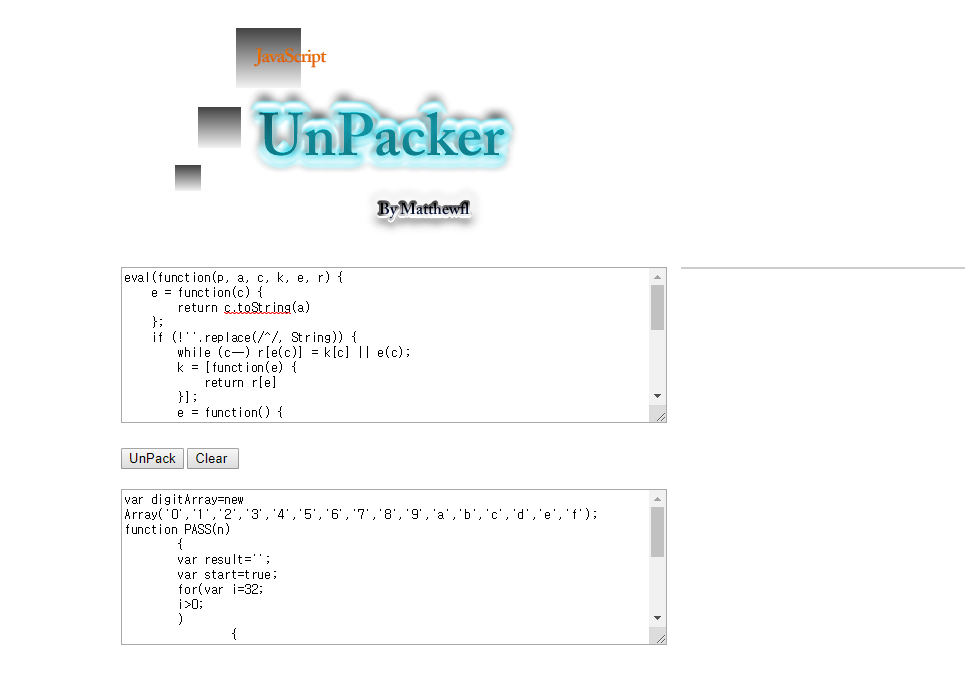 JavaScript
UnPacker
By Matthewfl
eval(function(p, a, c, k, e, r) {
e = function(c) {
return c.toString(a)
};
if (!''.replace(/^/, String)) {
while (c--) r[e(c)] = k[c] || e(c);
k = [function(e) {
return r[e]
}];
e = function() {
UnPack Clear
var digitArray=new
Array('0','1','2','3','4','5','6','7','8','9','a','b','c','d','e','f');
function PASS(n)
{
var result='';
var start=true;
for(var i=32;
i>0;
)
{